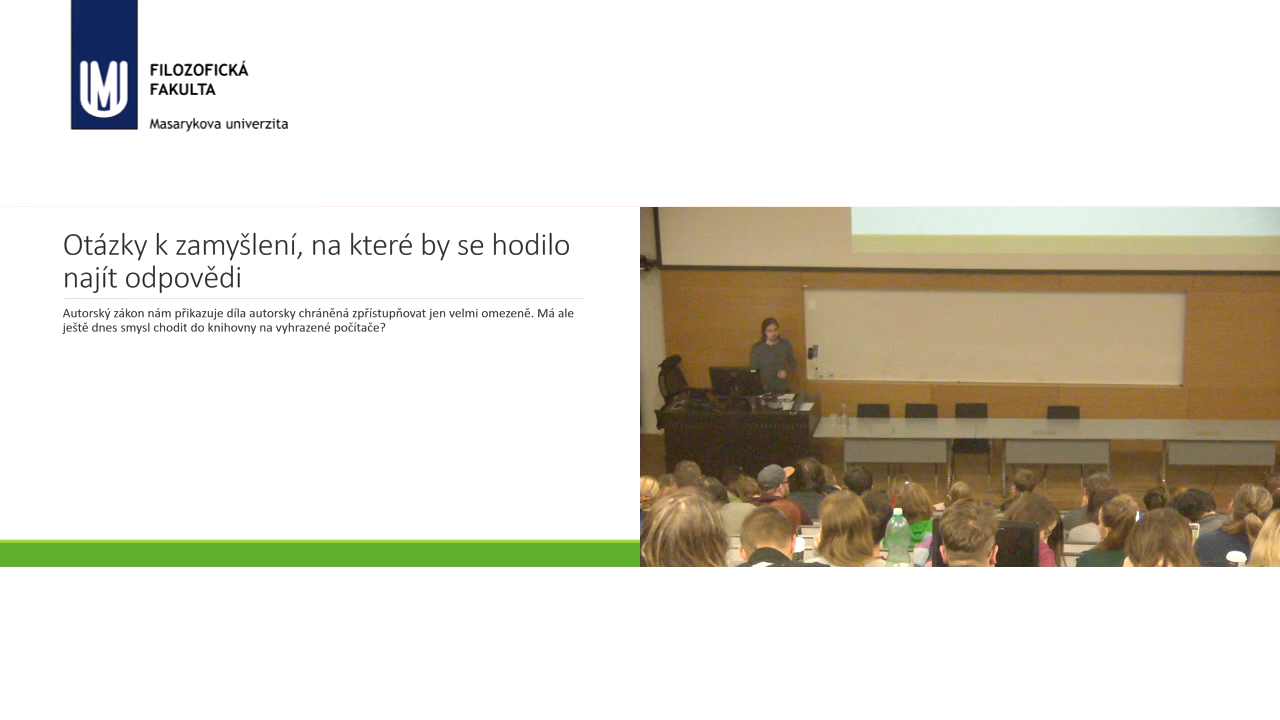 FILOZOFICKÁ
FAKULTA
Masarykova univerzita
Otázky k zamyšlení, na které by se hodilo
najít odpovědi
Autorský zákon nám přikazuje díla autorsky chráněná zpřístupňovat jen velmi omezeně. Má ale
ještě dnes smysl chodit do knihovny na vyhrazené počítače?